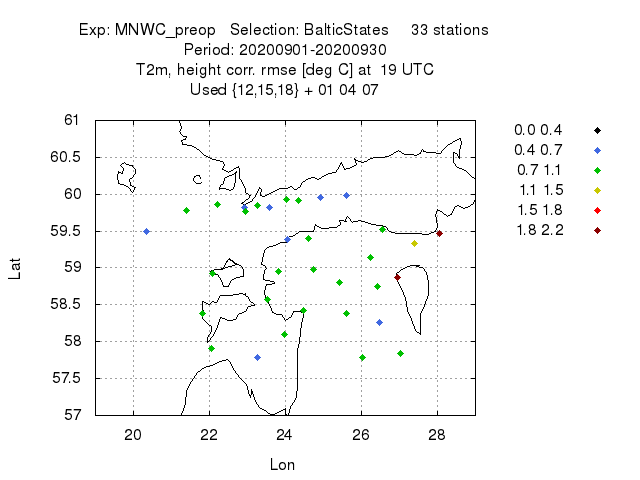 Exp: MNWC_preop   Selection: BalticStates     33 stations
Period: 20200901-20200930
T2m, height corr. rmse [deg C] at  19 UTC
Used {12,15,18} + 01 04 07
61
60.5
60
59.5
59
58.5
58
57.5
57
Lat
20 22 24 26 28
Lon
0.0 0.4
0.4 0.7
0.7 1.1
1.1 1.5
1.5 1.8
1.8 2.2